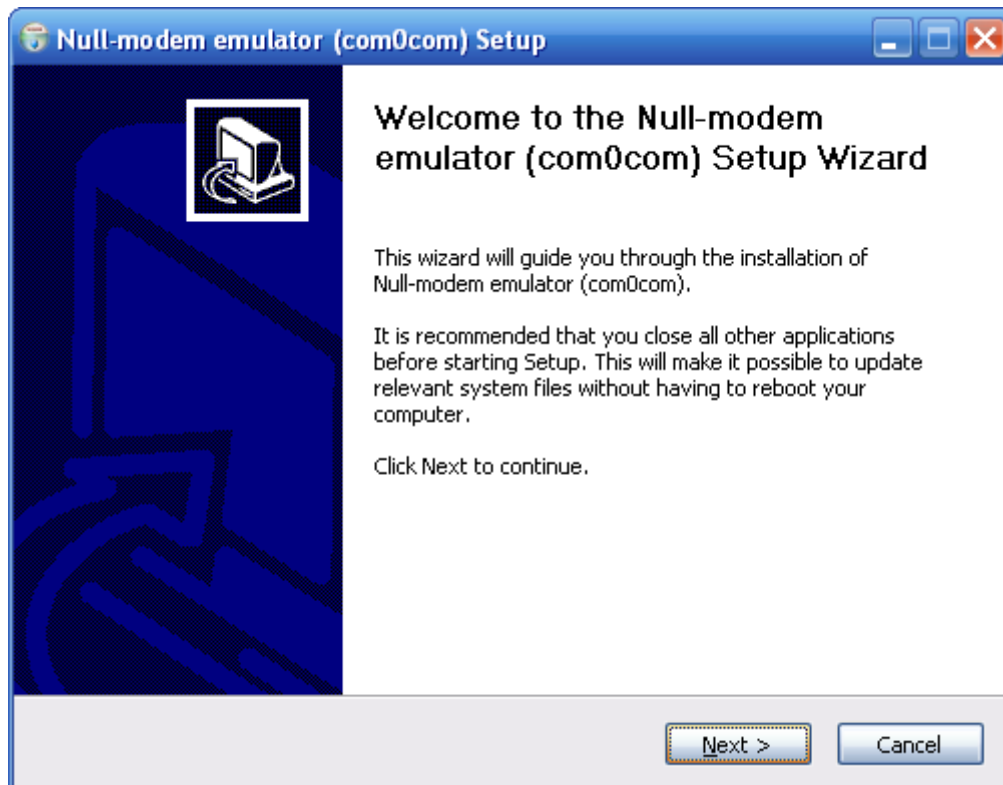 Null-modem emulator (com0com) Setup
Welcome to the Null-modem
emulator (com0com) Setup Wizard
This wizard will guide you through the installation of
Null-modem emulator (com0com).
It is recommended that you close all other applications
before starting Setup. This will make it possible to update
relevant system files without having to reboot your
computer.
Click Next to continue.
Next >
Cancel